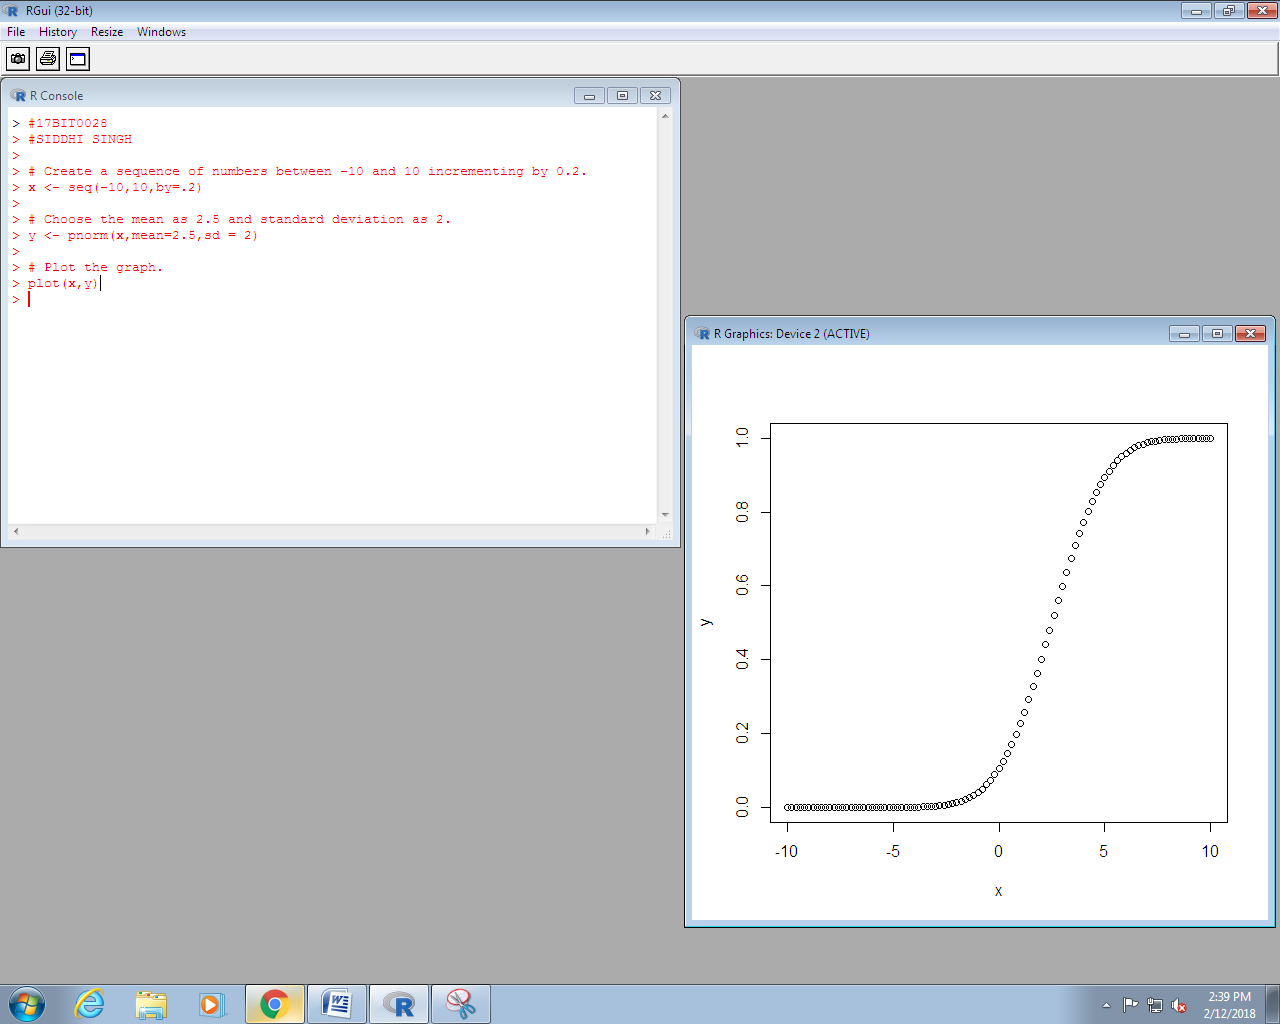 RGui (32-bit)
File History Resize Windows
R Console
> #17BIT0028
> #SIDDHI SINGH
>
> # Create a sequence of numbers between -10 and 10 incrementing by 0.2.
> x <- seq(-10,10,by=.2)
>
> # Choose the mean as 2.5 and standard deviation as 2.
> y <- pnorm(x,mean=2.5,sd = 2)
>
> # Plot the graph.
> plot(x,y)
>
R Graphics: Device 2 (ACTIVE)
1.0
0.8
0.6
0.4
0.2
0.0
y
-10 -5 0 5 10
x
2:39 PM
2/12/2018